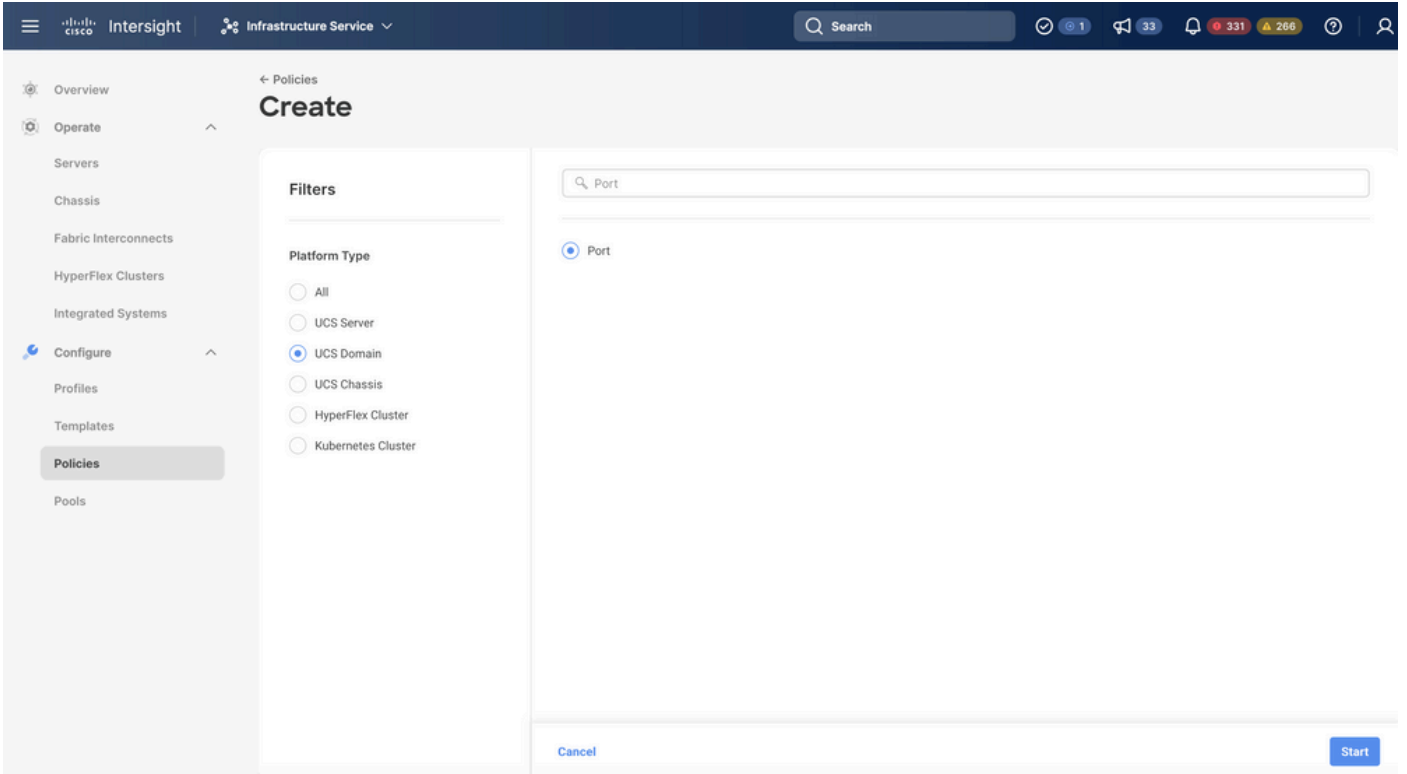 cisco Intersight Infrastructure Service Search 1 33 331 266
← Policies
Create
Overview
Operate
Servers
Chassis
Fabric Interconnects
HyperFlex Clusters
Integrated Systems
Configure
Profiles
Templates
Policies
Pools
Filters
Platform Type
All
UCS Server
UCS Domain
UCS Chassis
HyperFlex Cluster
Kubernetes Cluster
Port
Port
Cancel Start